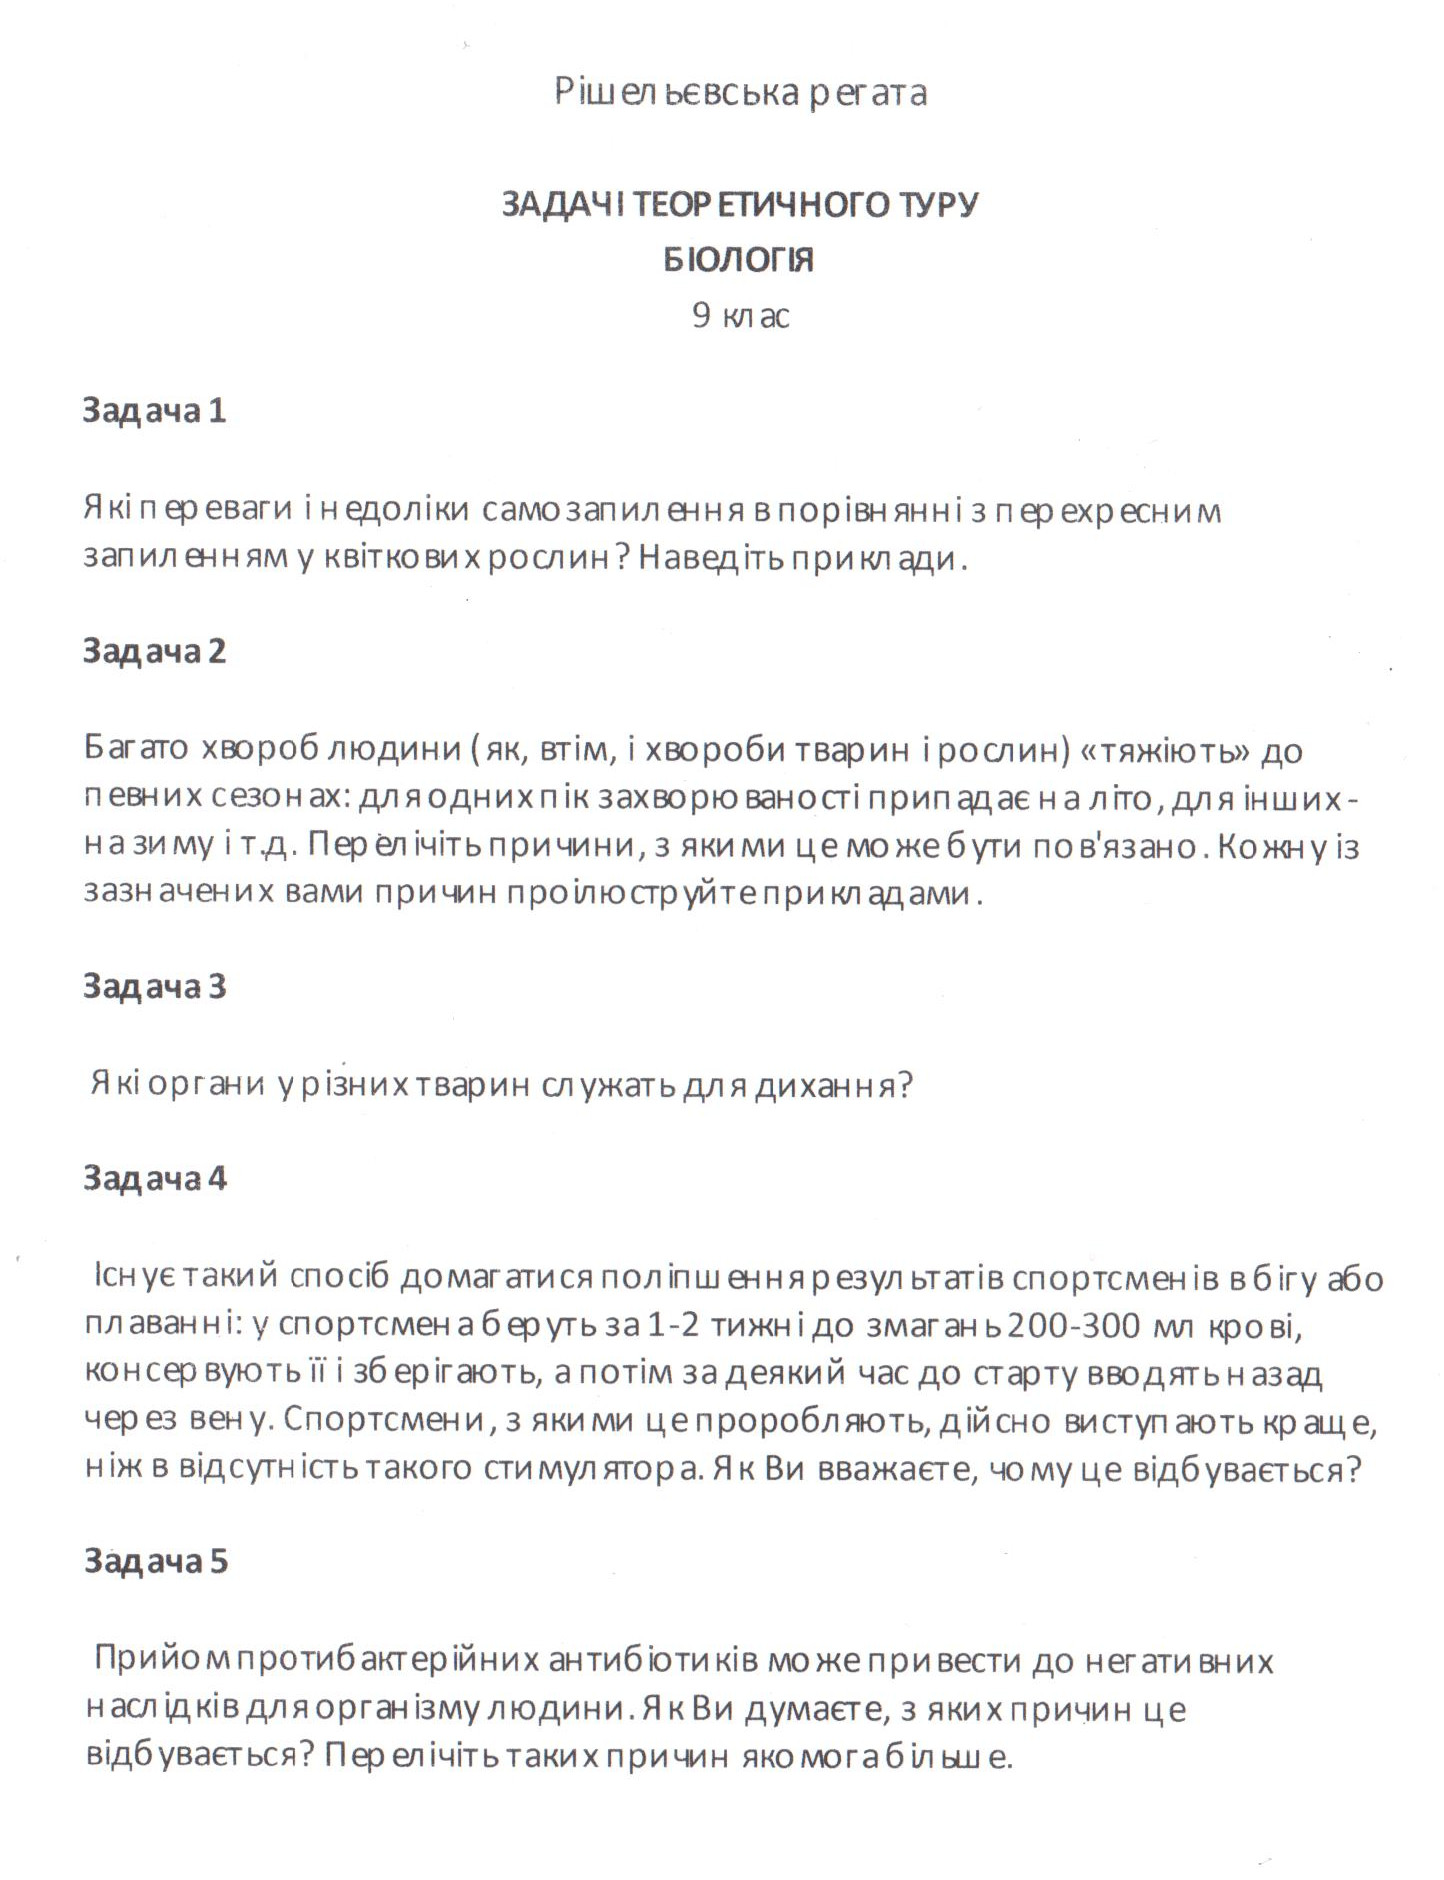 Рішельєвська регата
ЗАДАЧІ ТЕОРЕТИЧНОГО ТУРУ
БІОЛОГІЯ
9 клас
Задача 1
Які переваги і недоліки самозапилення в порівнянні з перехресним
запиленням у квіткових рослин? Наведіть приклади.
Задача 2
Багато хвороб людини (як, втім, і хвороби тварин і рослин) «тяжіють» до
певних сезонах: для одних пік захворюваності припадає на літо, для інших -
на зиму і т.д. Перелічіть причини, з якими це може бути пов'язано. Кожну із
зазначених вами причин проілюструйте прикладами.
Задача 3
Які органи у різних тварин служать для дихання?
Задача 4
Існує такий спосіб домагатися поліпшення результатів спортсменів в бігу або
плаванні: у спортсмена беруть за 1-2 тижні до змагань 200-300 мл крові,
консервують її і зберігають, а потім за деякий час до старту вводять назад
через вену. Спортсмени, з якими це проробляють, дійсно виступають краще,
ніж в відсутність такого стимулятора. Як Ви вважаєте, чому це відбувається?
Задача 5
Прийом протибактерійних антибіотиків може привести до негативних
наслідків для організму людини. Як Ви думаєте, з яких причин це
відбувається? Перелічіть таких причин якомога більше.